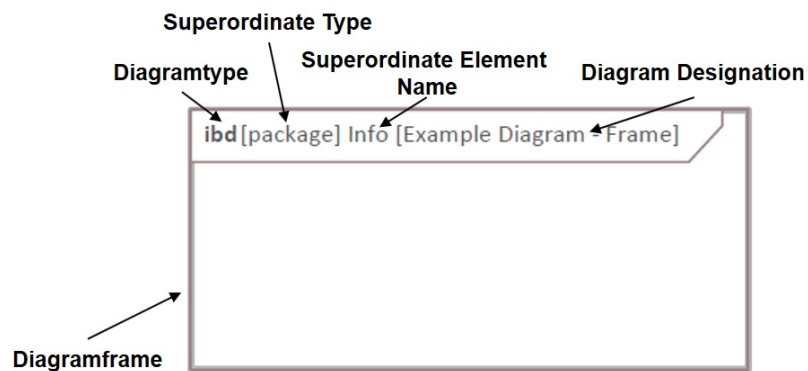 Superordinate Type
Diagramtype
Superordinate Element
Name
Diagram Designation
ibd [package] Info [Example Diagram - Frame]
Diagramframe